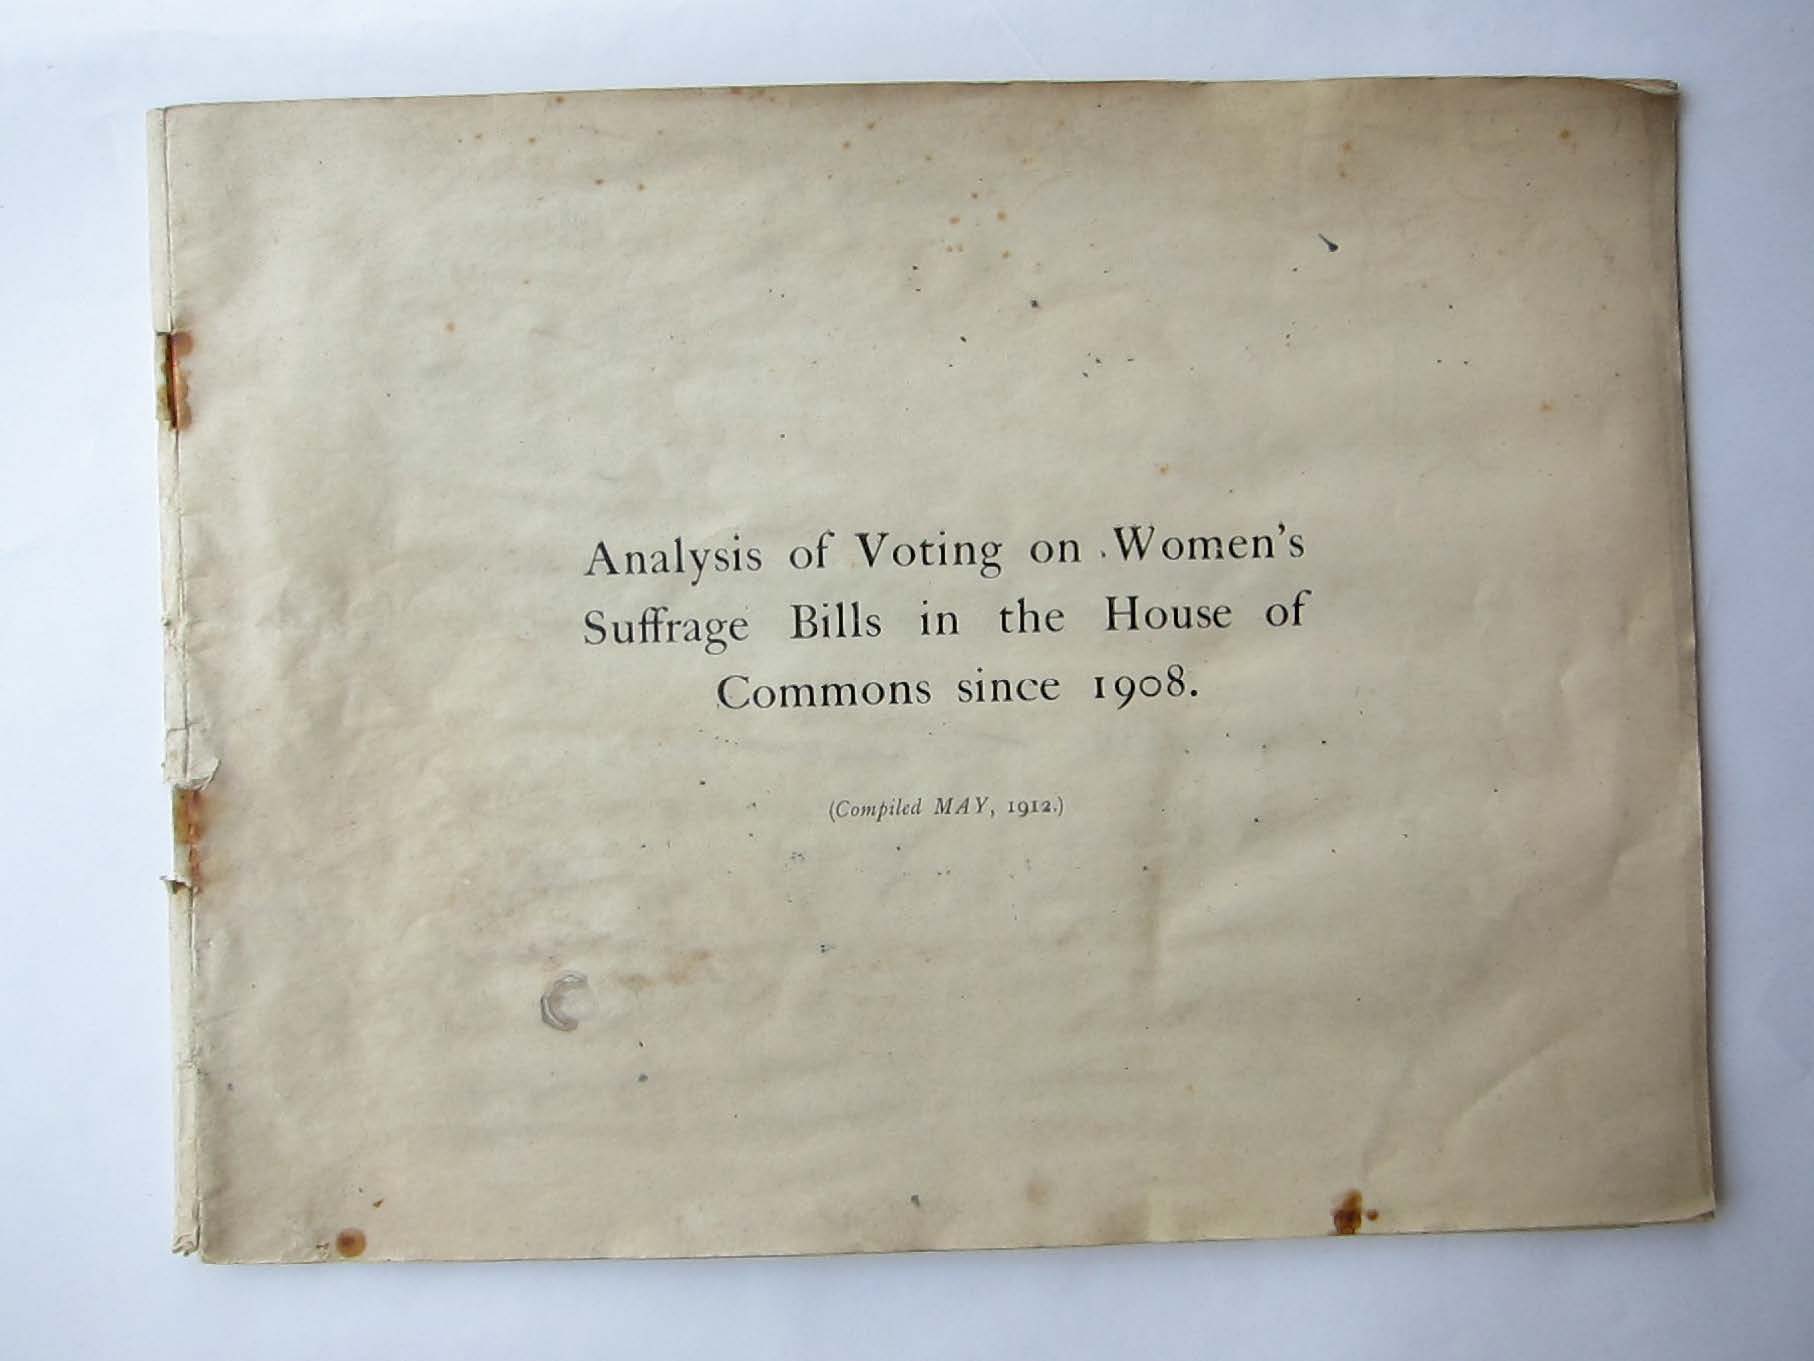 Analysis of Voting on Women's
Suffrage Bills in the House of
Commons since 1908.
(Compiled MAY, 1912.)